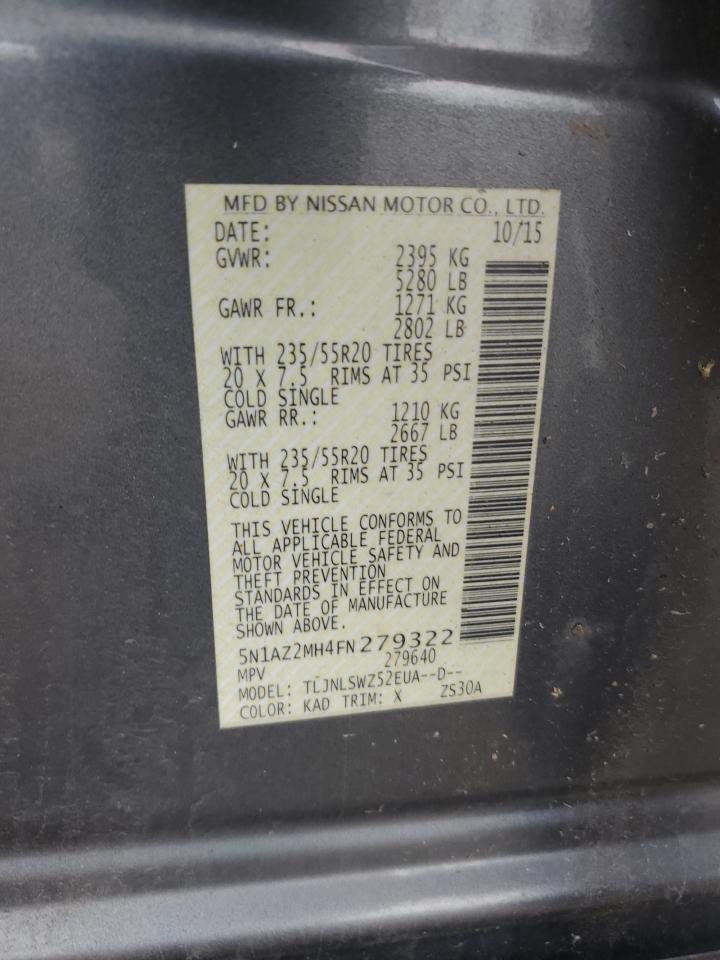 MFD BY NISSAN MOTOR CO., LTD.
DATE: 10/15
GVWR: 2395 KG
5280 LB
GAWR FR.: 1271 KG
2802 LB
WITH 235/55R20 TIRES
20 X 7.5 RIMS AT 35 PSI
COLD SINGLE
GAWR RR.: 1210 KG
2667 LB
WITH 235/55R20 TIRES
20 X 7.5 RIMS AT 35 PSI
COLD SINGLE
THIS VEHICLE CONFORMS TO
ALL APPLICABLE FEDERAL
MOTOR VEHICLE SAFETY AND
THEFT PREVENTION
STANDARDS IN EFFECT ON
THE DATE OF MANUFACTURE
SHOWN ABOVE.
5N1AZ2MH4FN279322
MPV 279640
MODEL: TLJNLSWZ52EUA--D--
COLOR: KAD TRIM: X ZS30A